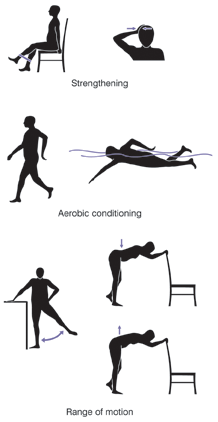 Strengthening
Aerobic conditioning
Range of motion